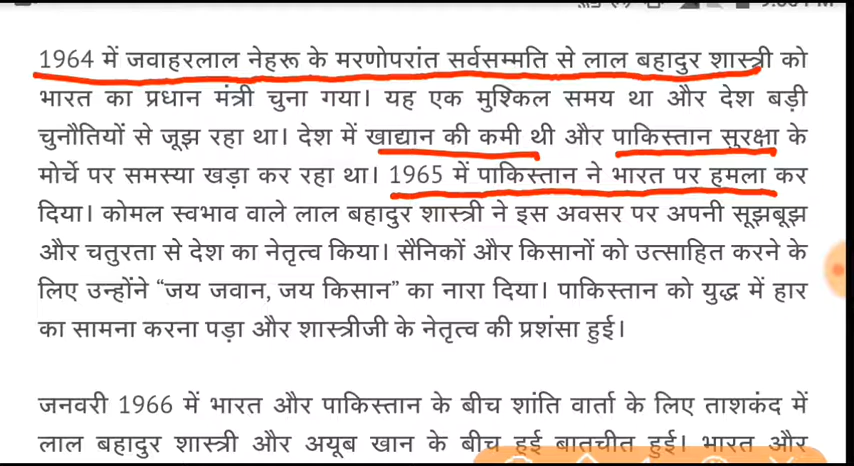 1964 में जवाहरलाल नेहरू के मरणोपरांत सर्वसम्मति से लाल बहादुर शास्त्री को
भारत का प्रधान मंत्री चुना गया। यह एक मुश्किल समय था और देश बड़ी
चुनौतियों से जूझ रहा था। देश में खाद्यान की कमी थी और पाकिस्तान सुरक्षा के
मोर्चे पर समस्या खड़ा कर रहा था। 1965 में पाकिस्तान ने भारत पर हमला कर
दिया। कोमल स्वभाव वाले लाल बहादुर शास्त्री ने इस अवसर पर अपनी सूझबूझ
और चतुरता से देश का नेतृत्व किया। सैनिकों और किसानों को उत्साहित करने के
लिए उन्होंने “जय जवान, जय किसान” का नारा दिया। पाकिस्तान को युद्ध में हार
का सामना करना पड़ा और शास्त्रीजी के नेतृत्व की प्रशंसा हुई।
जनवरी 1966 में भारत और पाकिस्तान के बीच शांति वार्ता के लिए ताशकंद में
लाल बहादुर शास्त्री और अयूब खान के बीच हुई बातचीत हुई। भारत और